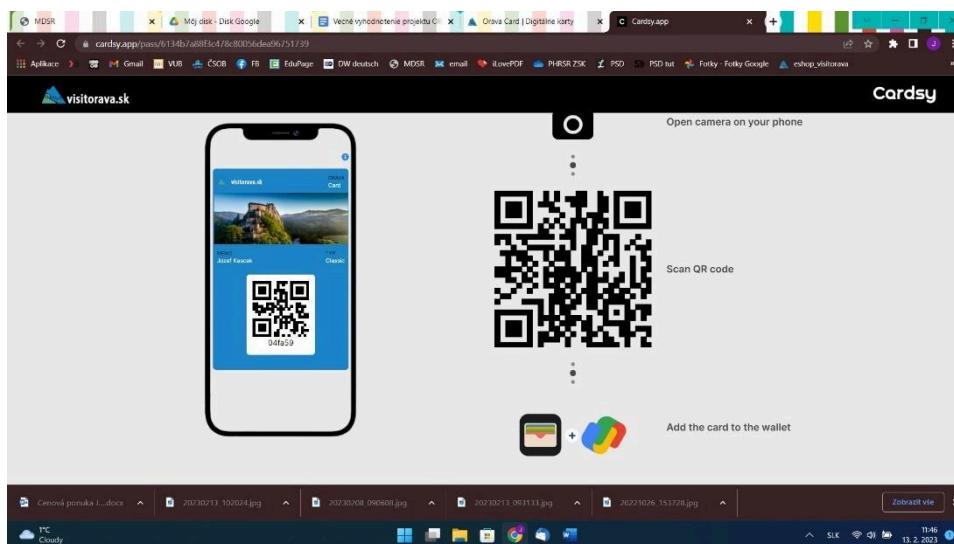 MDSR
Môj disk - Disk Google
Vecné vyhodnotenie projektu O
Orava Card | Digitálne karty
Cardsy.app
cardsy.app/pass/6134b7a88f3c478c80056dea96751739
Aplikace
Gmail
VUB
ČSOB
FB
EduPage
DW deutsch
MDSR
email
iLovePDF
PHRSR ZSK
PSD
PSD tut
Fotky - Fotky Google
eshop_visitorava
visitorava.sk
Cardsy
Open camera on your phone
visitorava.sk
Card
Jozef Kascak
Classic
04fa59
Scan QR code
Add the card to the wallet
Cenová ponuka J....docx
20230213_102024.jpg
20230208_090608.jpg
20230213_093133.jpg
20221026_153728.jpg
Zobrazit vše
1°C
Cloudy
SLK
11:46
13. 2. 2023